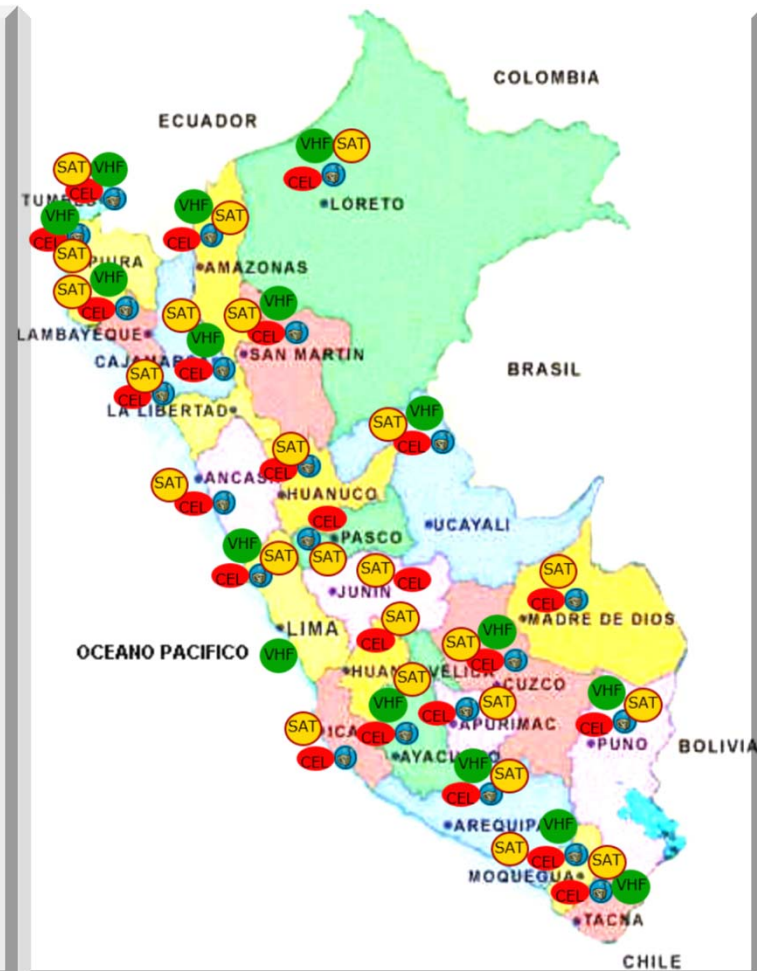 COLOMBIA
ECUADOR
VHF SAT
SAT VHF
CEL
CEL
TUMBES
LORETO
VHF
VHF
SAT
CEL
CEL
SAT
PIURA
AMAZONAS
VHF
SAT
CEL
VHF
SAT
SAT
CEL
LAMBAYEQUE
VHF
SAN MARTIN
CAJAMARCA
CEL
BRASIL
SAT
CEL
LA LIBERTAD
VHF
SAT
CEL
SAT
CEL
ANCASH
SAT
CEL
HUANUCO
CEL
UCAYALI
PASCO
VHF
SAT
SAT
CEL
SAT
CEL
JUNIN
SAT
CEL
MADRE DE DIOS
SAT
LIMA
CEL
VHF
SAT
CEL
OCEANO PACIFICO
VHF
HUANCAVELICA
SAT
CUZCO
VHF
SAT
VHF
SAT
CEL
APURIMAC
CEL
SAT
ICA
CEL
PUNO
BOLIVIA
CEL
AYACUCHO
VHF
SAT
CEL
AREQUIPA
VHF
SAT
CEL
SAT
MOQUEGUA
CEL
VHF
TACNA
CHILE